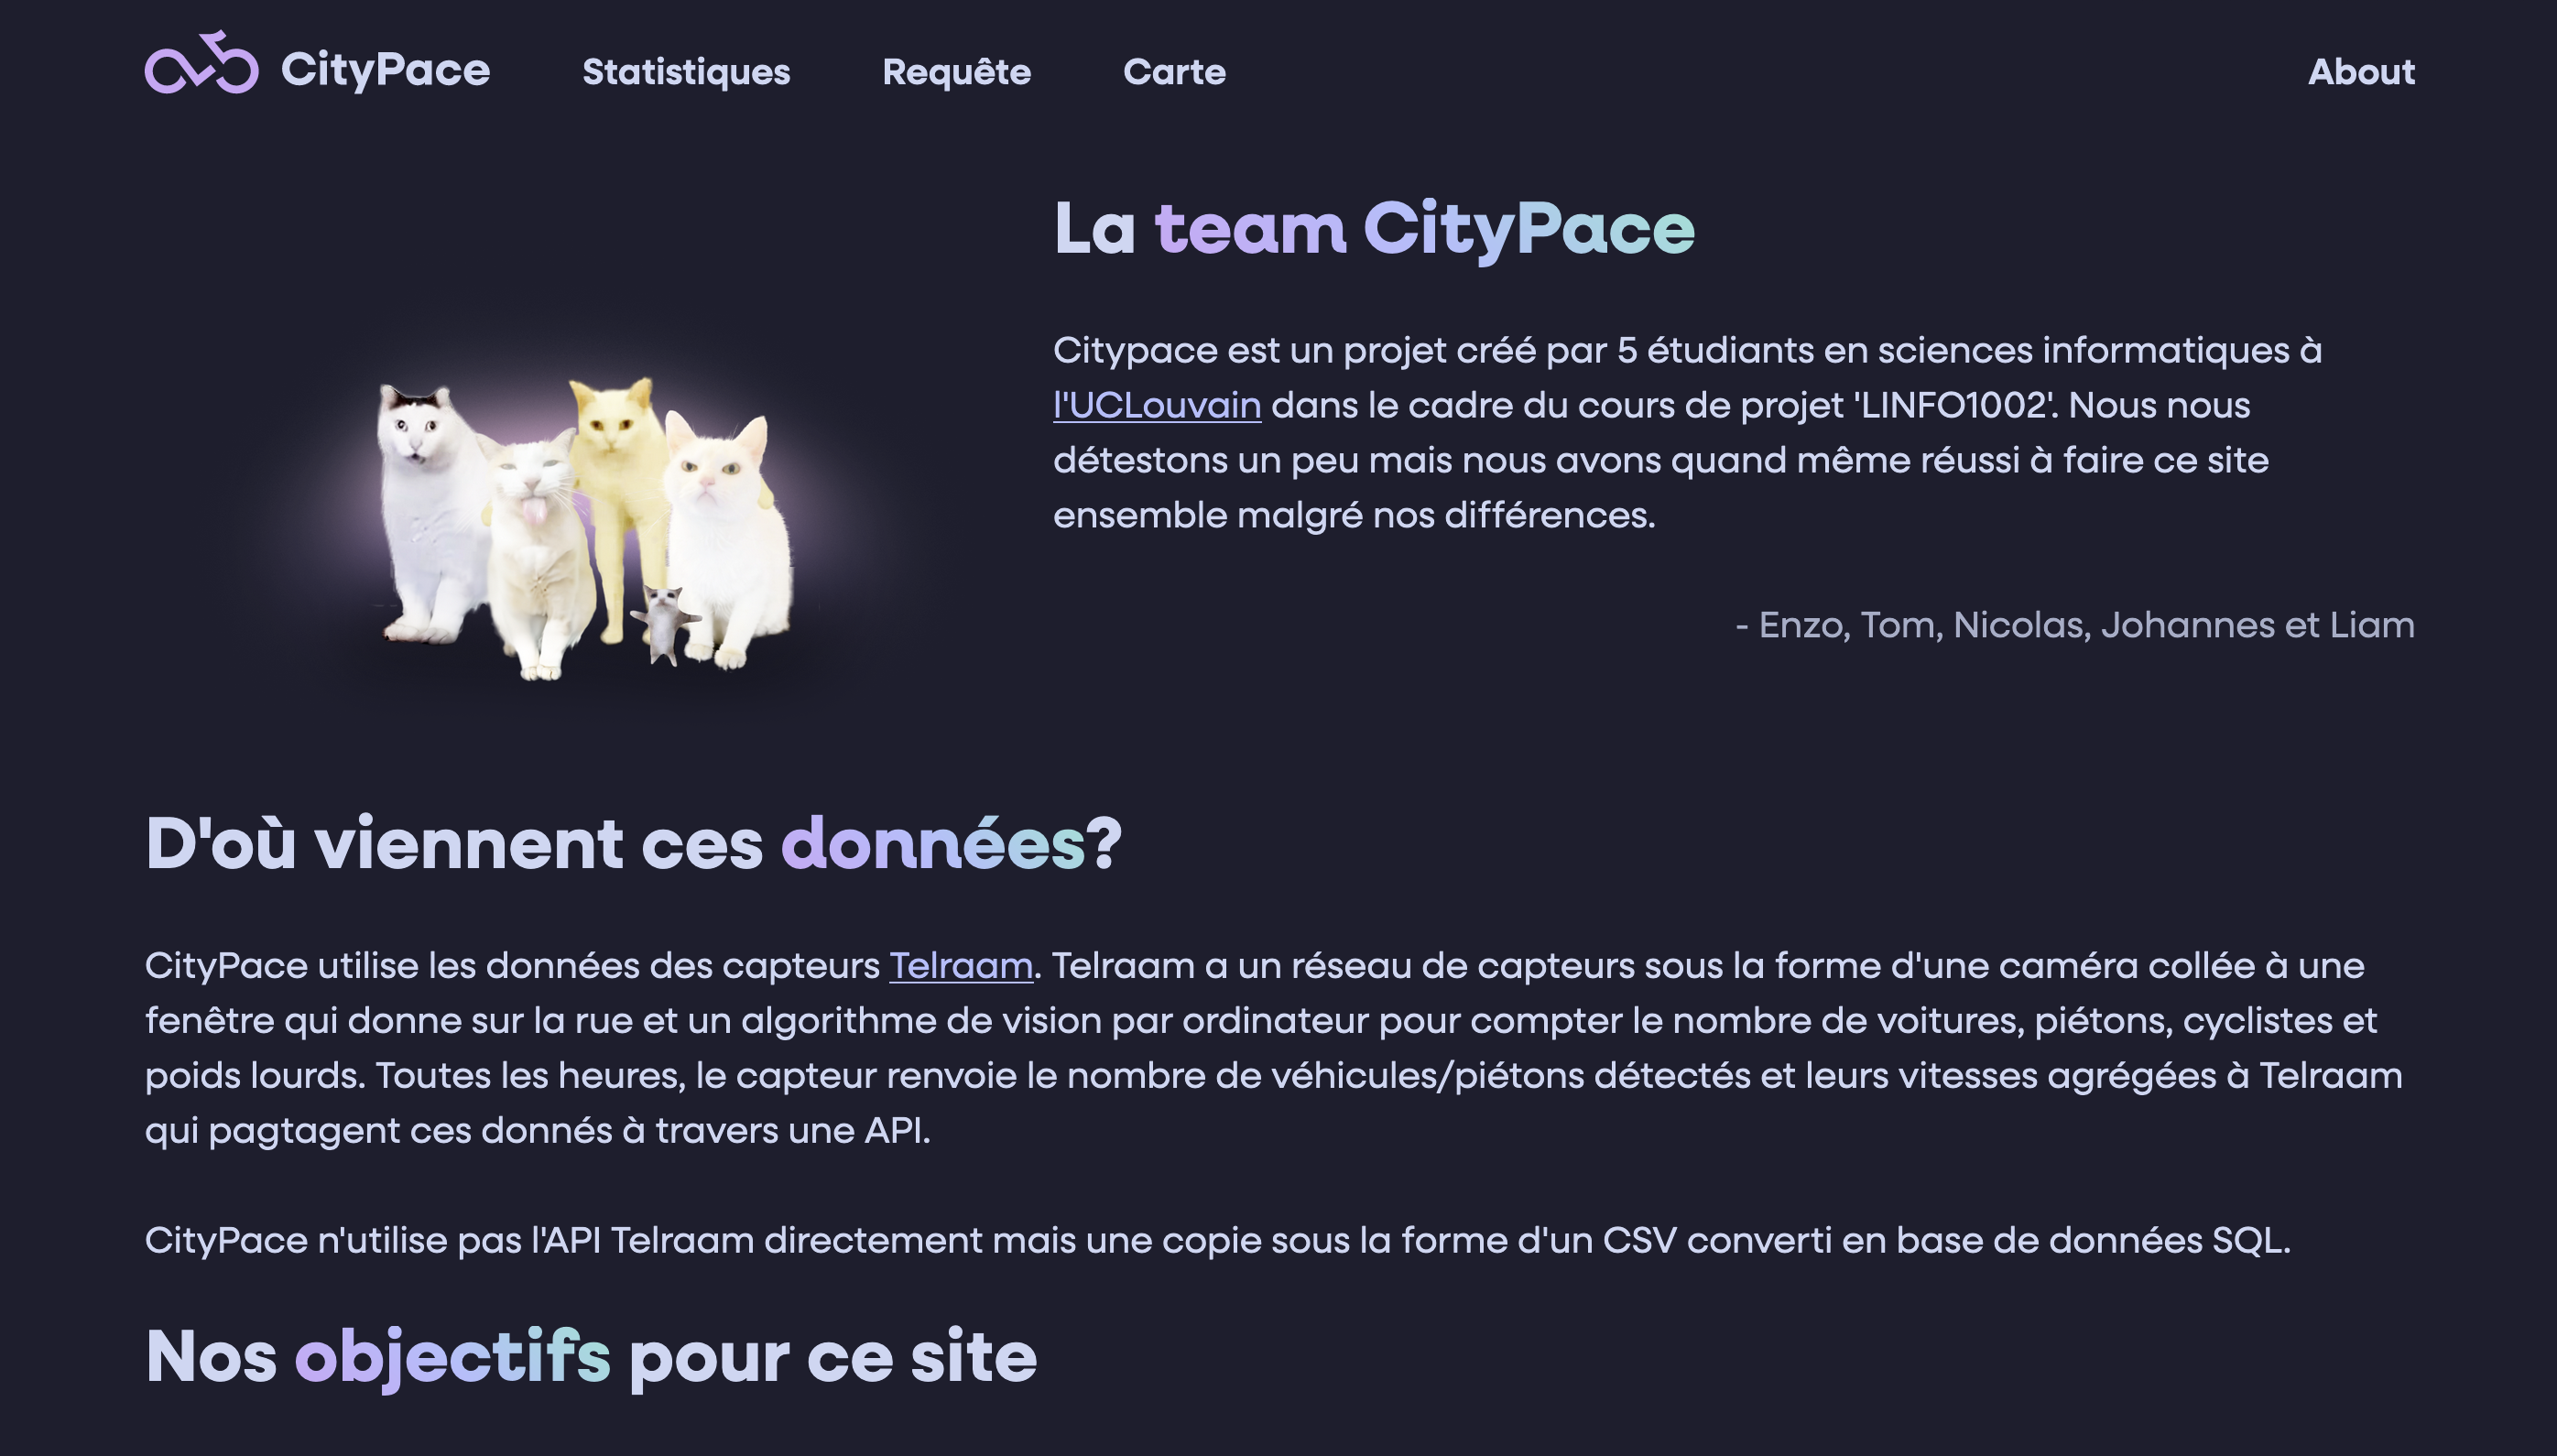 CityPace
Statistiques
Requête
Carte
About
La team CityPace
Citypace est un projet créé par 5 étudiants en sciences informatiques à
l'UCLouvain dans le cadre du cours de projet 'LINFO1002'. Nous nous
détestons un peu mais nous avons quand même réussi à faire ce site
ensemble malgré nos différences.
- Enzo, Tom, Nicolas, Johannes et Liam
D'où viennent ces données?
CityPace utilise les données des capteurs Telraam. Telraam a un réseau de capteurs sous la forme d'une caméra collée à une
fenêtre qui donne sur la rue et un algorithme de vision par ordinateur pour compter le nombre de voitures, piétons, cyclistes et
poids lourds. Toutes les heures, le capteur renvoie le nombre de véhicules/piétons détectés et leurs vitesses agrégées à Telraam
qui pagtagent ces donnés à travers une API.
CityPace n'utilise pas l'API Telraam directement mais une copie sous la forme d'un CSV converti en base de données SQL.
Nos objectifs pour ce site